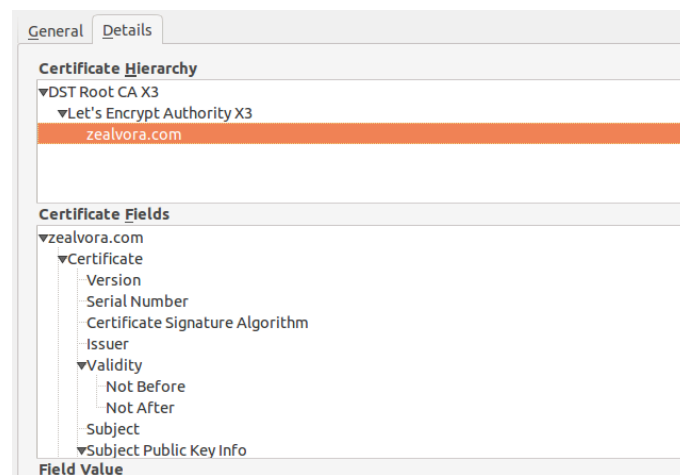 General Details
Certificate Hierarchy
DST Root CA X3
Let's Encrypt Authority X3
zealvora.com
Certificate Fields
zealvora.com
Certificate
Version
Serial Number
Certificate Signature Algorithm
Issuer
Validity
Not Before
Not After
Subject
Subject Public Key Info
Field Value